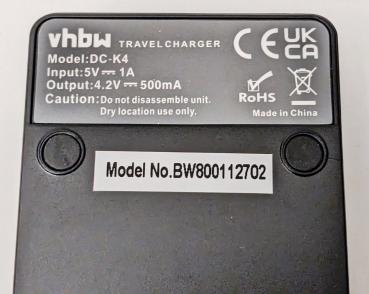 vhbw TRAVEL CHARGER
Model:DC-K4
Input:5V⎓1A
Output:4.2V⎓500mA
Caution:Do not disassemble unit.
Dry location use only.
CE UK
CA
RoHS
Made in China
Model No.BW800112702